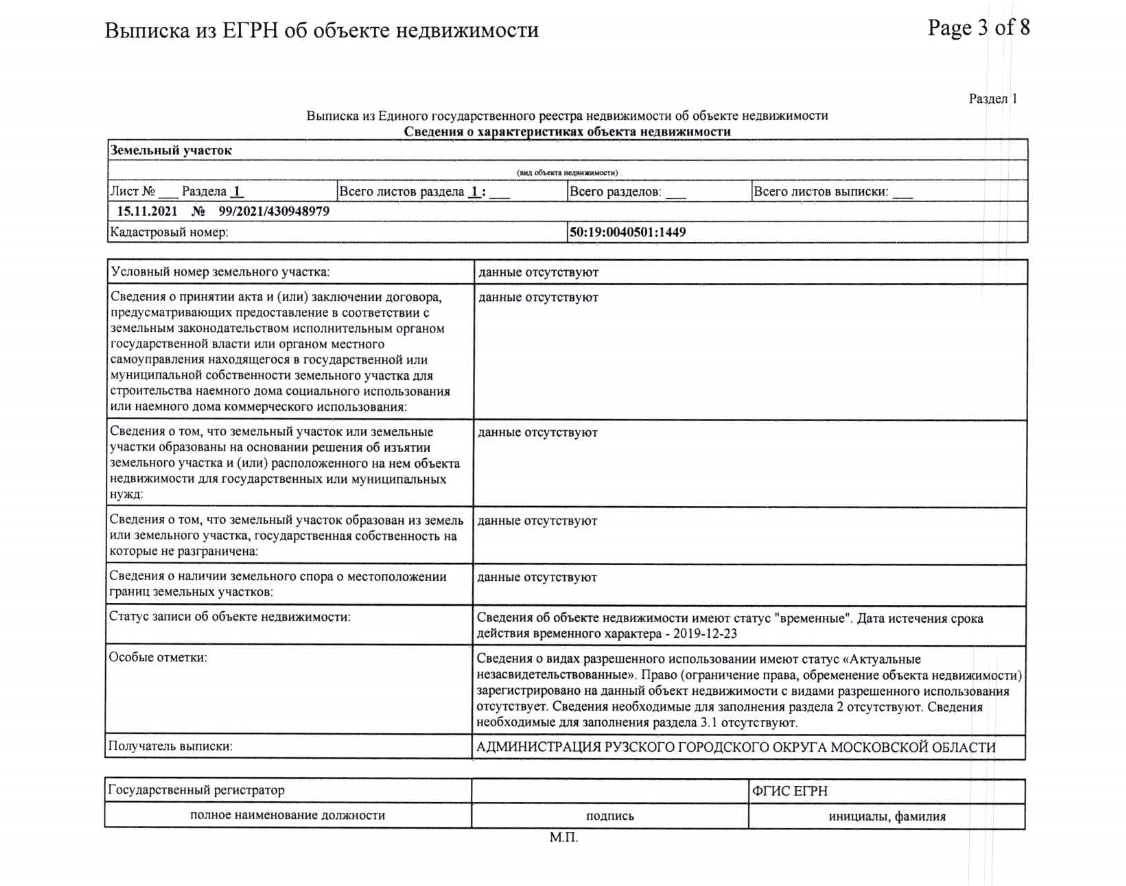 Выписка из ЕГРН об объекте недвижимости
Page 3 of 8
Раздел 1
Выписка из Единого государственного реестра недвижимости об объекте недвижимости
Сведения о характеристиках объекта недвижимости
Земельный участок
(вид объекта недвижимости)
Лист № ___ Раздела 1 Всего листов раздела 1 : ___ Всего разделов: ___ Всего листов выписки: ___
15.11.2021 № 99/2021/430948979
Кадастровый номер: 50:19:0040501:1449
Условный номер земельного участка: данные отсутствуют
Сведения о принятии акта и (или) заключении договора, данные отсутствуют
предусматривающих предоставление в соответствии с
земельным законодательством исполнительным органом
государственной власти или органом местного
самоуправления находящегося в государственной или
муниципальной собственности земельного участка для
строительства наемного дома социального использования
или наемного дома коммерческого использования:
Сведения о том, что земельный участок или земельные данные отсутствуют
участки образованы на основании решения об изъятии
земельного участка и (или) расположенного на нем объекта
недвижимости для государственных или муниципальных
нужд:
Сведения о том, что земельный участок образован из земель данные отсутствуют
или земельного участка, государственная собственность на
которые не разграничена:
Сведения о наличии земельного спора о местоположении данные отсутствуют
границ земельных участков:
Статус записи об объекте недвижимости: Сведения об объекте недвижимости имеют статус "временные". Дата истечения срока
действия временного характера - 2019-12-23
Особые отметки: Сведения о видах разрешенного использовании имеют статус «Актуальные
незасвидетельствованные». Право (ограничение права, обременение объекта недвижимости)
зарегистрировано на данный объект недвижимости с видами разрешенного использования
отсутствует. Сведения необходимые для заполнения раздела 2 отсутствуют. Сведения
необходимые для заполнения раздела 3.1 отсутствуют.
Получатель выписки: АДМИНИСТРАЦИЯ РУЗСКОГО ГОРОДСКОГО ОКРУГА МОСКОВСКОЙ ОБЛАСТИ
Государственный регистратор ФГИС ЕГРН
полное наименование должности подпись инициалы, фамилия
М.П.